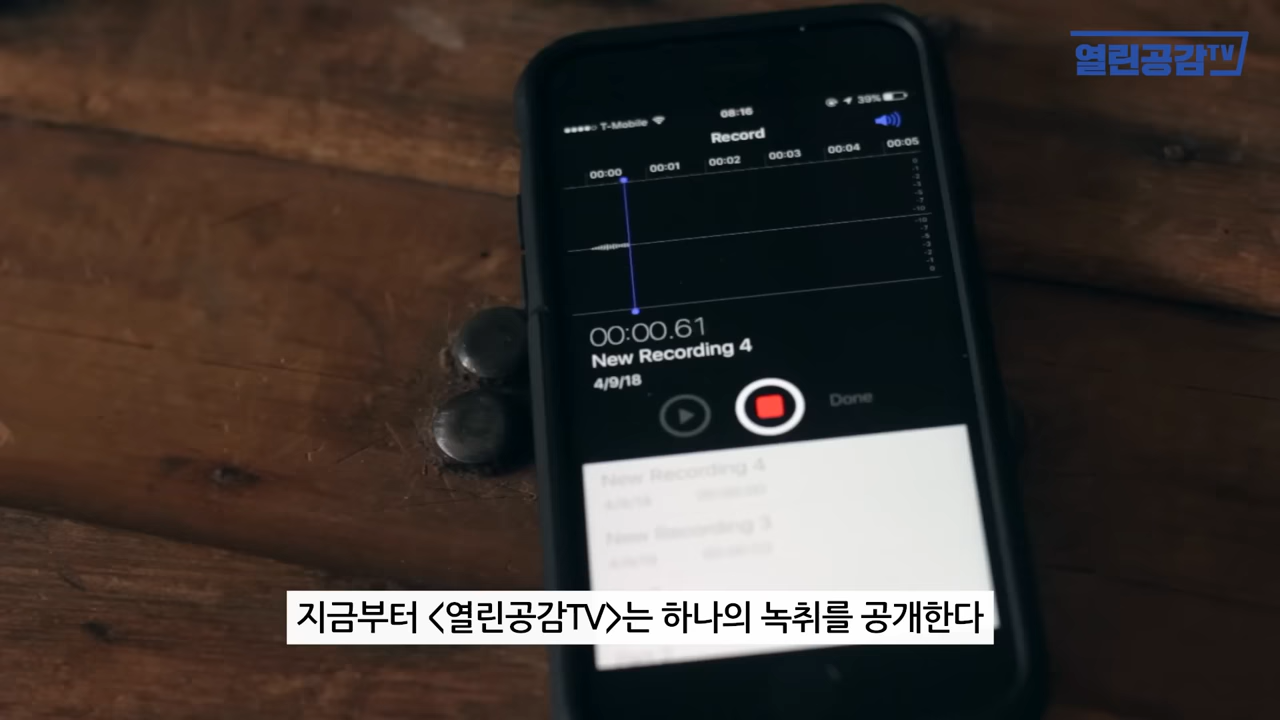 열린공감TV
T-Mobile 08:16 39%
Record
00:00 00:01 00:02 00:03 00:04 00:05
00:00.61
New Recording 4
4/9/18
Done
New Recording 4
New Recording 3
지금부터 <열린공감TV>는 하나의 녹취를 공개한다